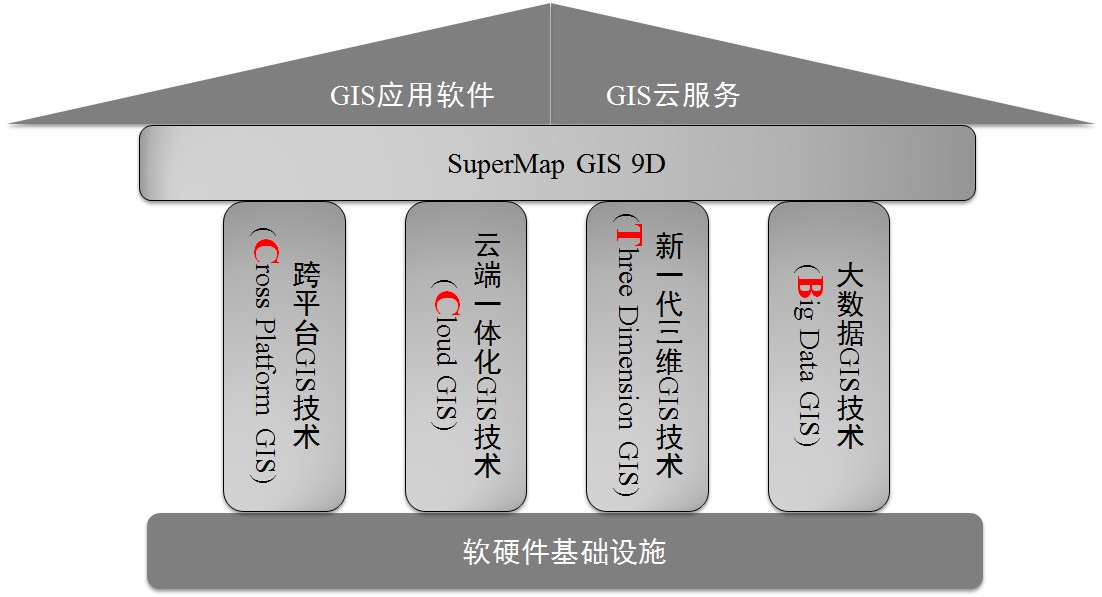 GIS应用软件
GIS云服务
SuperMap GIS 9D
跨平台GIS技术
(Cross Platform GIS)
云端一体化GIS技术
(Cloud GIS)
新一代三维GIS技术
(Three Dimension GIS)
大数据GIS技术
(Big Data GIS)
软硬件基础设施